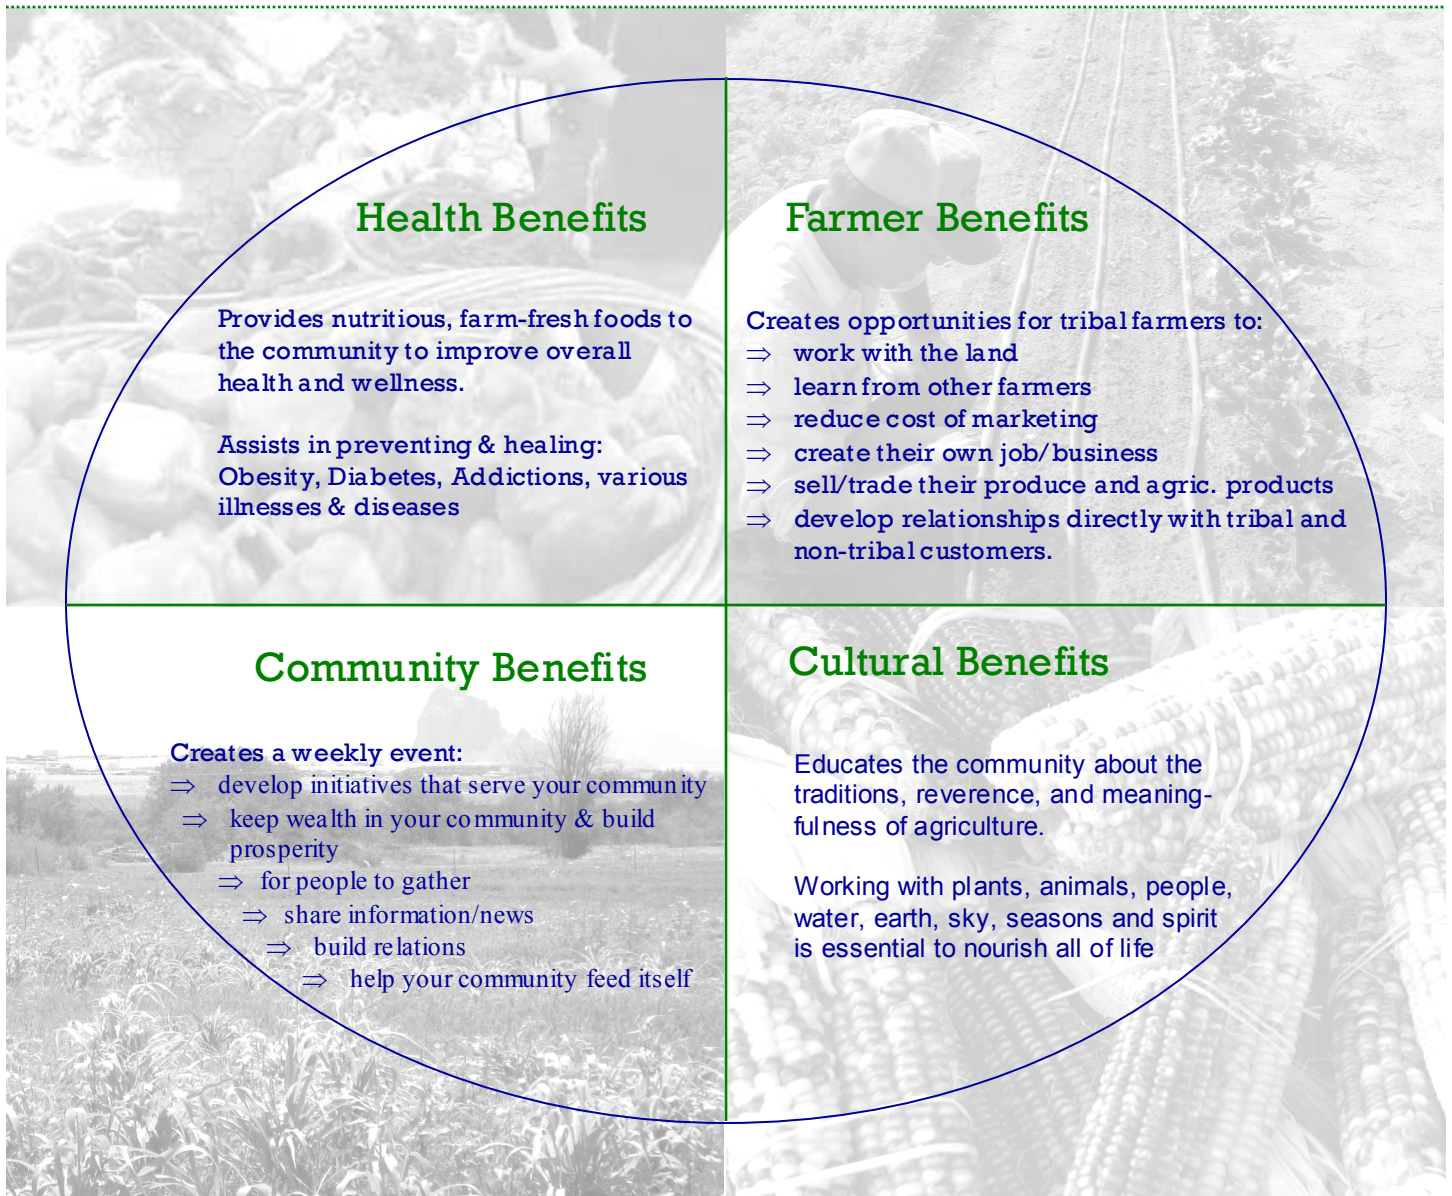 Health Benefits
Provides nutritious, farm-fresh foods to
the community to improve overall
health and wellness.
Assists in preventing & healing:
Obesity, Diabetes, Addictions, various
illnesses & diseases
Farmer Benefits
Creates opportunities for tribal farmers to:
⇒ work with the land
⇒ learn from other farmers
⇒ reduce cost of marketing
⇒ create their own job/business
⇒ sell/trade their produce and agric. products
⇒ develop relationships directly with tribal and
non-tribal customers.
Community Benefits
Creates a weekly event:
⇒ develop initiatives that serve your community
⇒ keep wealth in your community & build
prosperity
⇒ for people to gather
⇒ share information/news
⇒ build relations
⇒ help your community feed itself
Cultural Benefits
Educates the community about the
traditions, reverence, and meaning-
fulness of agriculture.
Working with plants, animals, people,
water, earth, sky, seasons and spirit
is essential to nourish all of life